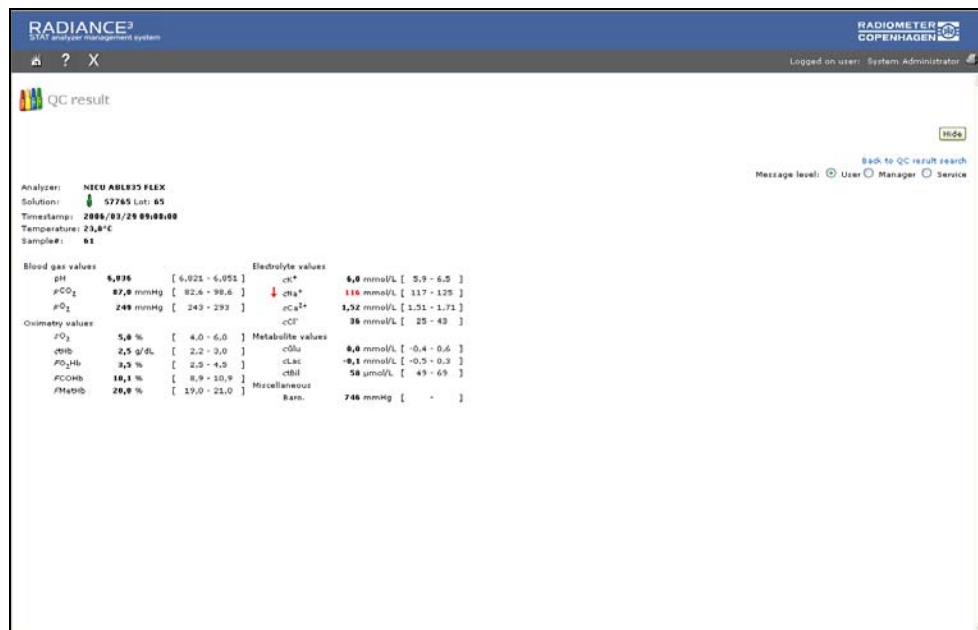 RADIANCE³
STAT analyzer management system
RADIOMETER
COPENHAGEN
? X
Logged on user: System Administrator
QC result
Hide
Back to QC result search
Message level: User Manager Service
Analyzer: NICU ABL835 FLEX
Solution: S7765 Lot: 65
Timestamp: 2006/03/29 09:08:00
Temperature: 23,0°C
Sample#: 61
Blood gas values
pH 6,836 [ 6,821 - 6,851 ]
pCO₂ 87,0 mmHg [ 82,6 - 98,6 ]
pO₂ 249 mmHg [ 243 - 293 ]
Oximetry values
sO₂ 5,0 % [ 4,0 - 6,0 ]
ctHb 2,5 g/dL [ 2,2 - 3,0 ]
FO₂Hb 3,5 % [ 2,5 - 4,5 ]
FCOHb 10,1 % [ 8,9 - 10,9 ]
FMetHb 20,0 % [ 19,0 - 21,0 ]
Electrolyte values
cK⁺ 6,0 mmol/L [ 5,9 - 6,5 ]
↓ cNa⁺ 116 mmol/L [ 117 - 125 ]
cCa²⁺ 1,52 mmol/L [ 1,51 - 1,71 ]
cCl⁻ 36 mmol/L [ 25 - 43 ]
Metabolite values
cGlu 0,0 mmol/L [ -0,4 - 0,6 ]
cLac -0,1 mmol/L [ -0,5 - 0,3 ]
ctBil 58 µmol/L [ 49 - 69 ]
Miscellaneous
Baro. 746 mmHg [ - ]